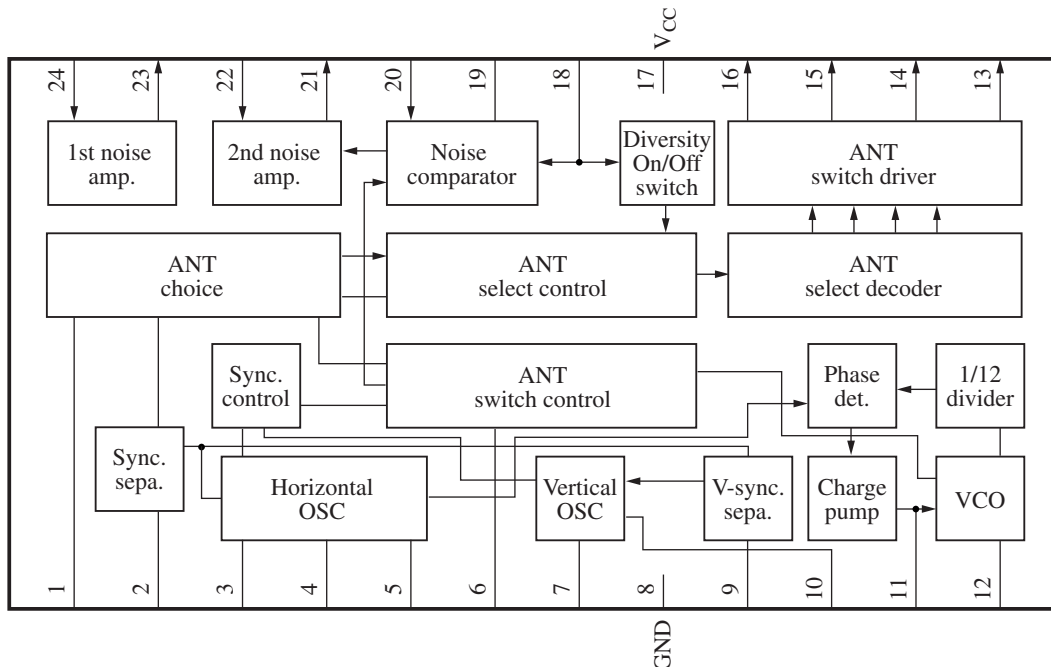 VCC
24
23
22
21
20
19
18
17
16
15
14
13
1st noise
amp.
2nd noise
amp.
Noise
comparator
Diversity
On/Off
switch
ANT
switch driver
ANT
choice
ANT
select control
ANT
select decoder
Sync.
control
ANT
switch control
Phase
det.
1/12
divider
Sync.
sepa.
Horizontal
OSC
Vertical
OSC
V-sync.
sepa.
Charge
pump
VCO
1
2
3
4
5
6
7
8
9
10
11
12
GND